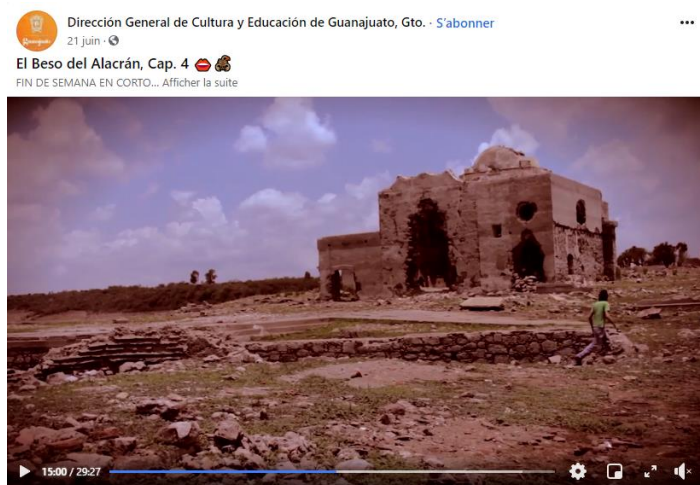 Dirección General de Cultura y Educación de Guanajuato, Gto. · S'abonner
21 juin ·
El Beso del Alacrán, Cap. 4
FIN DE SEMANA EN CORTO... Afficher la suite
15:00 / 29:27